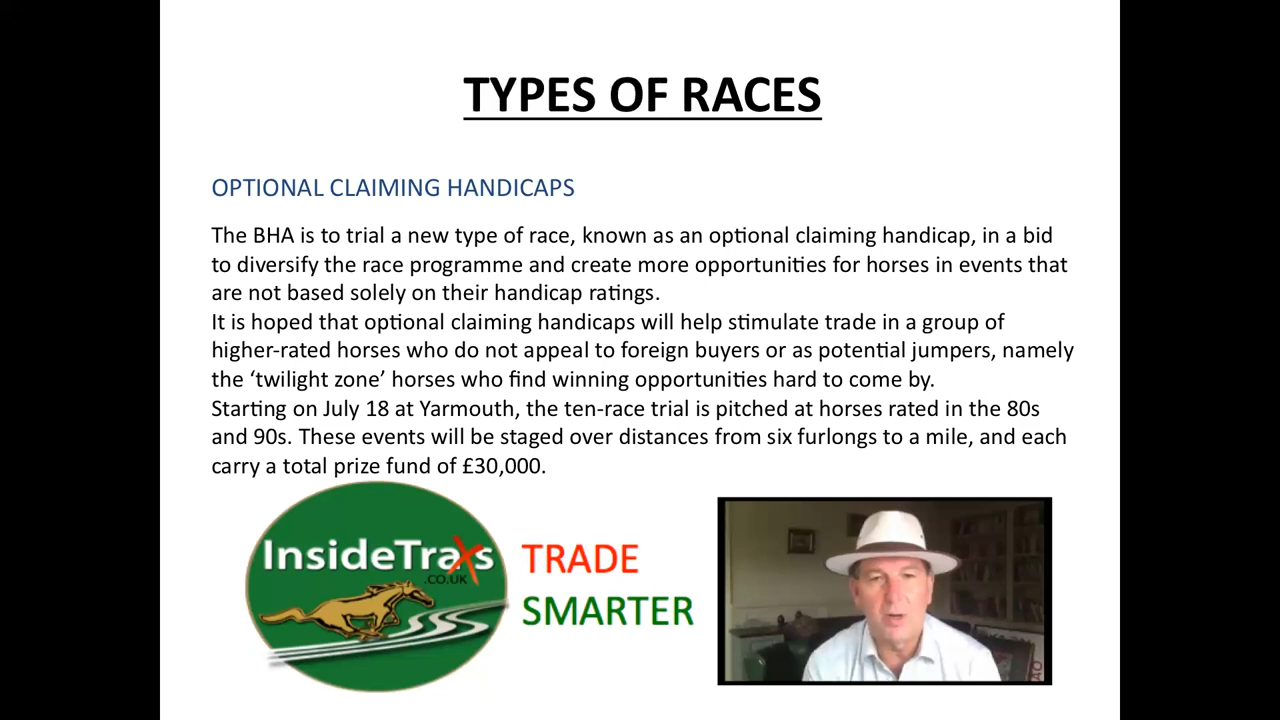 TYPES OF RACES
OPTIONAL CLAIMING HANDICAPS
The BHA is to trial a new type of race, known as an optional claiming handicap, in a bid
to diversify the race programme and create more opportunities for horses in events that
are not based solely on their handicap ratings.
It is hoped that optional claiming handicaps will help stimulate trade in a group of
higher-rated horses who do not appeal to foreign buyers or as potential jumpers, namely
the ‘twilight zone’ horses who find winning opportunities hard to come by.
Starting on July 18 at Yarmouth, the ten-race trial is pitched at horses rated in the 80s
and 90s. These events will be staged over distances from six furlongs to a mile, and each
carry a total prize fund of £30,000.
InsideTraxs
.CO.UK
TRADE
SMARTER